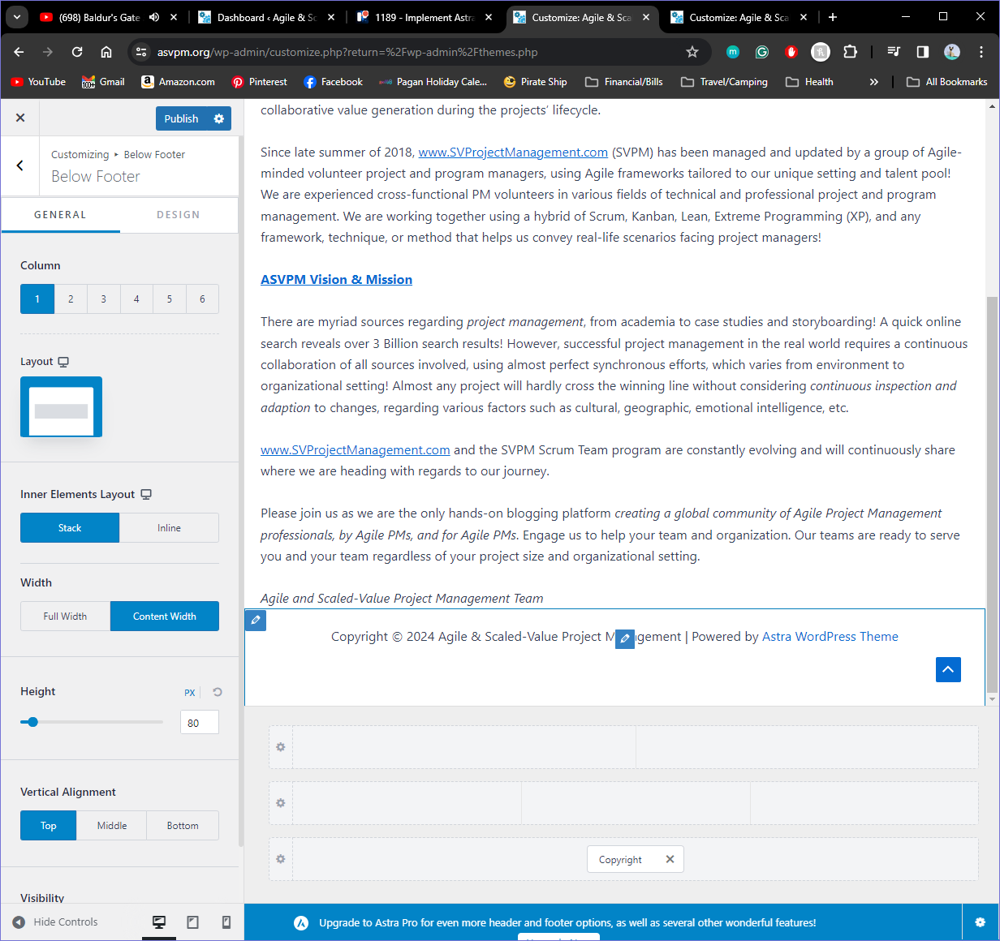 (698) Baldur's Gate
Dashboard ‹ Agile & Sc
1189 - Implement Astra
Customize: Agile & Sca
Customize: Agile & Sca
asvpm.org/wp-admin/customize.php?return=%2Fwp-admin%2Fthemes.php
YouTube
100+
Gmail
Amazon.com
Pinterest
Facebook
Pagan Holiday Cale...
Pirate Ship
Financial/Bills
Travel/Camping
Health
All Bookmarks
Publish
Customizing ▸ Below Footer
Below Footer
GENERAL
DESIGN
Column
1 2 3 4 5 6
Layout
Inner Elements Layout
Stack
Inline
Width
Full Width
Content Width
Height
PX
80
Vertical Alignment
Top
Middle
Bottom
Visibility
Hide Controls
collaborative value generation during the projects' lifecycle.
Since late summer of 2018, www.SVProjectManagement.com (SVPM) has been managed and updated by a group of Agile-
minded volunteer project and program managers, using Agile frameworks tailored to our unique setting and talent pool!
We are experienced cross-functional PM volunteers in various fields of technical and professional project and program
management. We are working together using a hybrid of Scrum, Kanban, Lean, Extreme Programming (XP), and any
framework, technique, or method that helps us convey real-life scenarios facing project managers!
ASVPM Vision & Mission
There are myriad sources regarding project management, from academia to case studies and storyboarding! A quick online
search reveals over 3 Billion search results! However, successful project management in the real world requires a continuous
collaboration of all sources involved, using almost perfect synchronous efforts, which varies from environment to
organizational setting! Almost any project will hardly cross the winning line without considering continuous inspection and
adaption to changes, regarding various factors such as cultural, geographic, emotional intelligence, etc.
www.SVProjectManagement.com and the SVPM Scrum Team program are constantly evolving and will continuously share
where we are heading with regards to our journey.
Please join us as we are the only hands-on blogging platform creating a global community of Agile Project Management
professionals, by Agile PMs, and for Agile PMs. Engage us to help your team and organization. Our teams are ready to serve
you and your team regardless of your project size and organizational setting.
Agile and Scaled-Value Project Management Team
Copyright © 2024 Agile & Scaled-Value Project M gement | Powered by Astra WordPress Theme
Copyright
Upgrade to Astra Pro for even more header and footer options, as well as several other wonderful features!